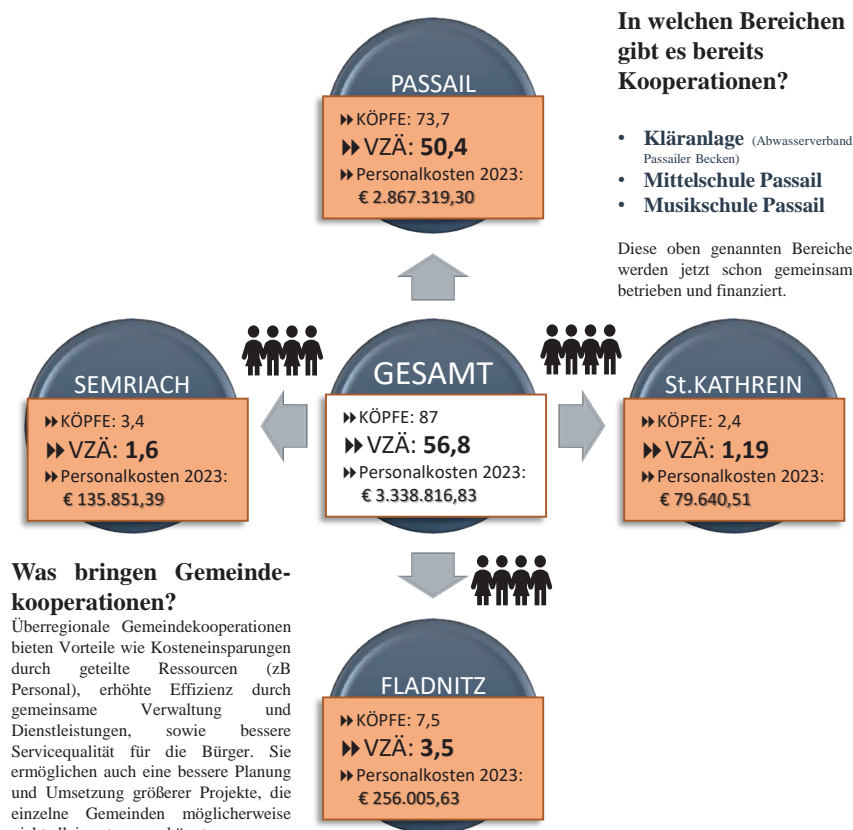 In welchen Bereichen
gibt es bereits
Kooperationen?
• Kläranlage (Abwasserverband
Passailer Becken)
• Mittelschule Passail
• Musikschule Passail
Diese oben genannten Bereiche
werden jetzt schon gemeinsam
betrieben und finanziert.
PASSAIL
KÖPFE: 73,7
VZÄ: 50,4
Personalkosten 2023:
€ 2.867.319,30
SEMRIACH
KÖPFE: 3,4
VZÄ: 1,6
Personalkosten 2023:
€ 135.851,39
GESAMT
KÖPFE: 87
VZÄ: 56,8
Personalkosten 2023:
€ 3.338.816,83
St.KATHREIN
KÖPFE: 2,4
VZÄ: 1,19
Personalkosten 2023:
€ 79.640,51
Was bringen Gemeinde-
kooperationen?
Überregionale Gemeindekooperationen
bieten Vorteile wie Kosteneinsparungen
durch geteilte Ressourcen (zB
Personal), erhöhte Effizienz durch
gemeinsame Verwaltung und
Dienstleistungen, sowie bessere
Servicequalität für die Bürger. Sie
ermöglichen auch eine bessere Planung
und Umsetzung größerer Projekte, die
einzelne Gemeinden möglicherweise
FLADNITZ
KÖPFE: 7,5
VZÄ: 3,5
Personalkosten 2023:
€ 256.005,63